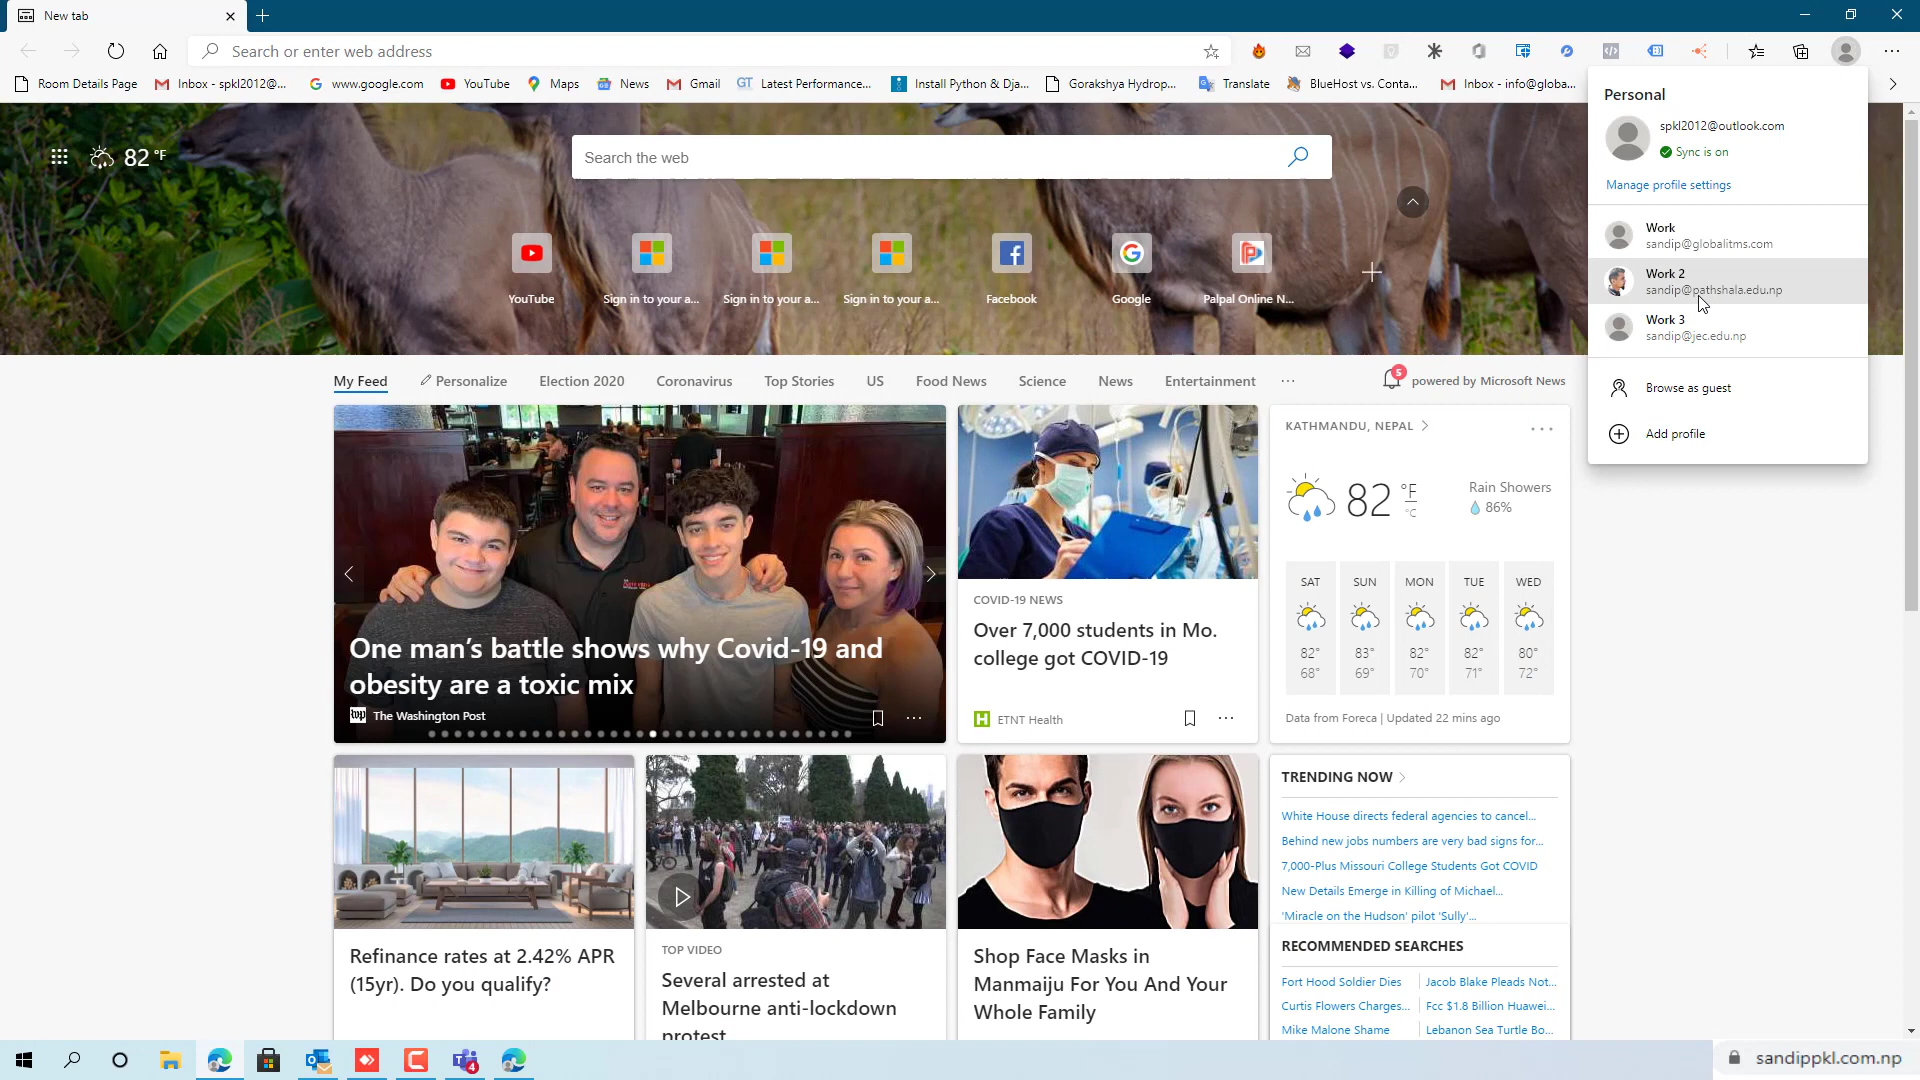 New tab
Search or enter web address
Room Details Page
Inbox - spkl2012@...
www.google.com
YouTube
Maps
News
Gmail
GT Latest Performance...
Install Python & Dja...
Gorakshya Hydrop...
Translate
BlueHost vs. Conta...
Inbox - info@globa...
Personal
spkl2012@outlook.com
Sync is on
Manage profile settings
Work
sandip@globalitms.com
Work 2
sandip@pathshala.edu.np
Work 3
sandip@jec.edu.np
Browse as guest
Add profile
82 °F
Search the web
YouTube
Sign in to your a...
Sign in to your a...
Sign in to your a...
Facebook
Google
Palpal Online N...
My Feed
Personalize
Election 2020
Coronavirus
Top Stories
US
Food News
Science
News
Entertainment
...
5
powered by Microsoft News
One man's battle shows why Covid-19 and
obesity are a toxic mix
wp The Washington Post
COVID-19 NEWS
Over 7,000 students in Mo.
college got COVID-19
H ETNT Health
KATHMANDU, NEPAL
82 °F
°C
Rain Showers
86%
SAT SUN MON TUE WED
82° 83° 82° 82° 80°
68° 69° 70° 71° 72°
Data from Foreca | Updated 22 mins ago
Refinance rates at 2.42% APR
(15yr). Do you qualify?
TOP VIDEO
Several arrested at
Melbourne anti-lockdown
protest
Shop Face Masks in
Manmaiju For You And Your
Whole Family
TRENDING NOW
White House directs federal agencies to cancel...
Behind new jobs numbers are very bad signs for...
7,000-Plus Missouri College Students Got COVID
New Details Emerge in Killing of Michael...
'Miracle on the Hudson' pilot 'Sully'...
RECOMMENDED SEARCHES
Fort Hood Soldier Dies
Jacob Blake Pleads Not...
Curtis Flowers Charges...
Fcc $1.8 Billion Huawei...
Mike Malone Shame
Lebanon Sea Turtle Bo...
4
sandippkl.com.np